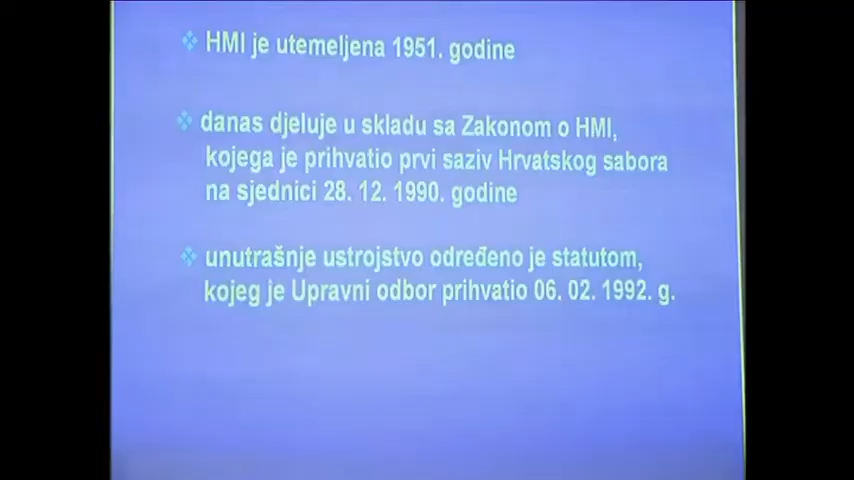 HMI je utemeljena 1951. godine
danas djeluje u skladu sa Zakonom o HMI,
kojega je prihvatio prvi saziv Hrvatskog sabora
na sjednici 28. 12. 1990. godine
unutrašnje ustrojstvo određeno je statutom,
kojeg je Upravni odbor prihvatio 06. 02. 1992. g.